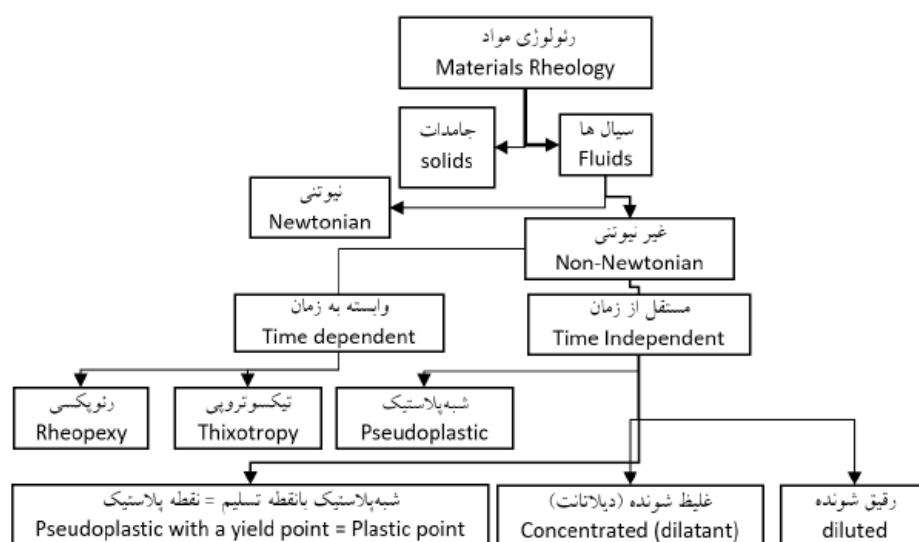 رئولوژی مواد
Materials Rheology
جامدات
solids
سیال ها
Fluids
نیوتنی
Newtonian
غیر نیوتنی
Non-Newtonian
وابسته به زمان
Time dependent
مستقل از زمان
Time Independent
رئوپکسی
Rheopexy
تیکسوتروپی
Thixotropy
شبه‌پلاستیک
Pseudoplastic
شبه‌پلاستیک بانقطه تسلیم = نقطه پلاستیک
Pseudoplastic with a yield point = Plastic point
غلیظ شونده (دیلاتانت)
Concentrated (dilatant)
رقیق شونده
diluted